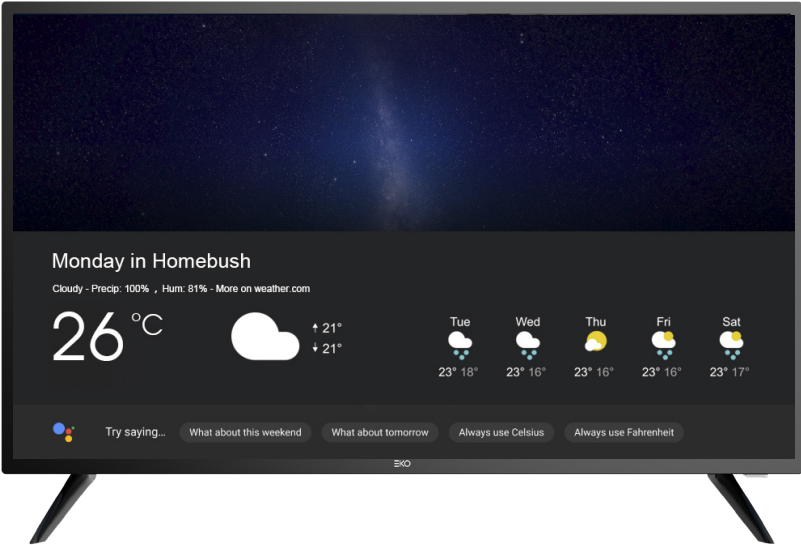 Monday in Homebush
Cloudy - Precip: 100% , Hum: 81% - More on weather.com
26 °C
↑ 21°
↓ 21°
Tue Wed Thu Fri Sat
23° 18° 23° 16° 23° 16° 23° 16° 23° 17°
Try saying... What about this weekend What about tomorrow Always use Celsius Always use Fahrenheit
EKO